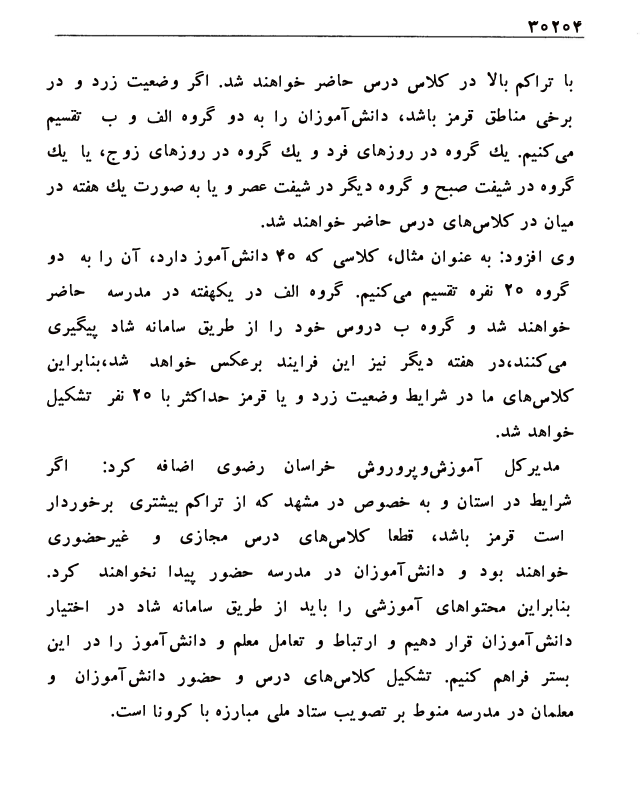 ۳۰۲۰۴
با تراکم بالا در کلاس درس حاضر خواهند شد. اگر وضعیت زرد و در
برخی مناطق قرمز باشد، دانش‌آموزان را به دو گروه الف و ب تقسیم
می‌کنیم. یك گروه در روزهای فرد و یك گروه در روزهای زوج، یا یك
گروه در شیفت صبح و گروه دیگر در شیفت عصر و یا به صورت یك هفته در
میان در کلاس‌های درس حاضر خواهند شد.
وی افزود: به عنوان مثال، کلاسی که ۴۰ دانش‌آموز دارد، آن را به دو
گروه ۲۰ نفره تقسیم می‌کنیم. گروه الف در یکهفته در مدرسه حاضر
خواهند شد و گروه ب دروس خود را از طریق سامانه شاد پیگیری
می‌کنند،در هفته دیگر نیز این فرایند برعکس خواهد شد،بنابراین
کلاس‌های ما در شرایط وضعیت زرد و یا قرمز حداکثر با ۲۰ نفر تشکیل
خواهد شد.
مدیرکل آموزش‌وپروروش خراسان رضوی اضافه کرد: اگر
شرایط در استان و به خصوص در مشهد که از تراکم بیشتری برخوردار
است قرمز باشد، قطعا کلاس‌های درس مجازی و غیرحضوری
خواهند بود و دانش‌آموزان در مدرسه حضور پیدا نخواهند کرد.
بنابراین محتواهای آموزشی را باید از طریق سامانه شاد در اختیار
دانش‌آموزان قرار دهیم و ارتباط و تعامل معلم و دانش‌آموز را در این
بستر فراهم کنیم. تشکیل کلاس‌های درس و حضور دانش‌آموزان و
معلمان در مدرسه منوط بر تصویب ستاد ملی مبارزه با کرونا است.